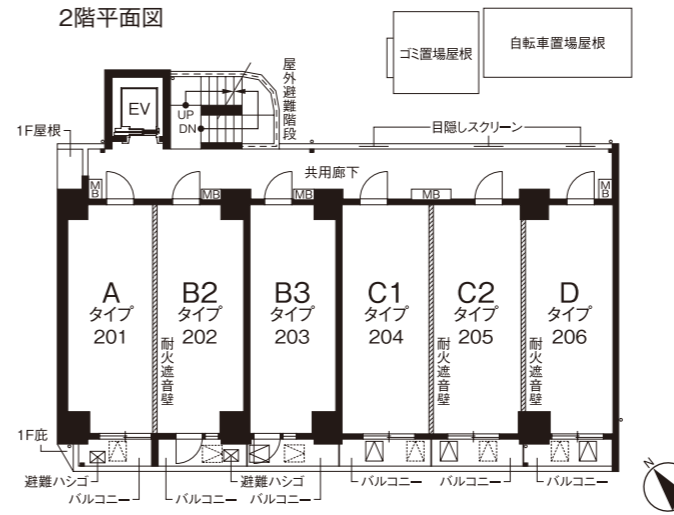 2階平面図
ゴミ置場屋根
自転車置場屋根
屋外避難階段
EV
UP
DN
1F屋根
目隠しスクリーン
共用廊下
MB
MB
MB
MB
MB
A
タイプ
201
B2
タイプ
202
B3
タイプ
203
C1
タイプ
204
C2
タイプ
205
D
タイプ
206
耐火遮音壁
耐火遮音壁
耐火遮音壁
1F庇
避難ハシゴ
バルコニー
バルコニー
避難ハシゴ
バルコニー
バルコニー
バルコニー
バルコニー
N